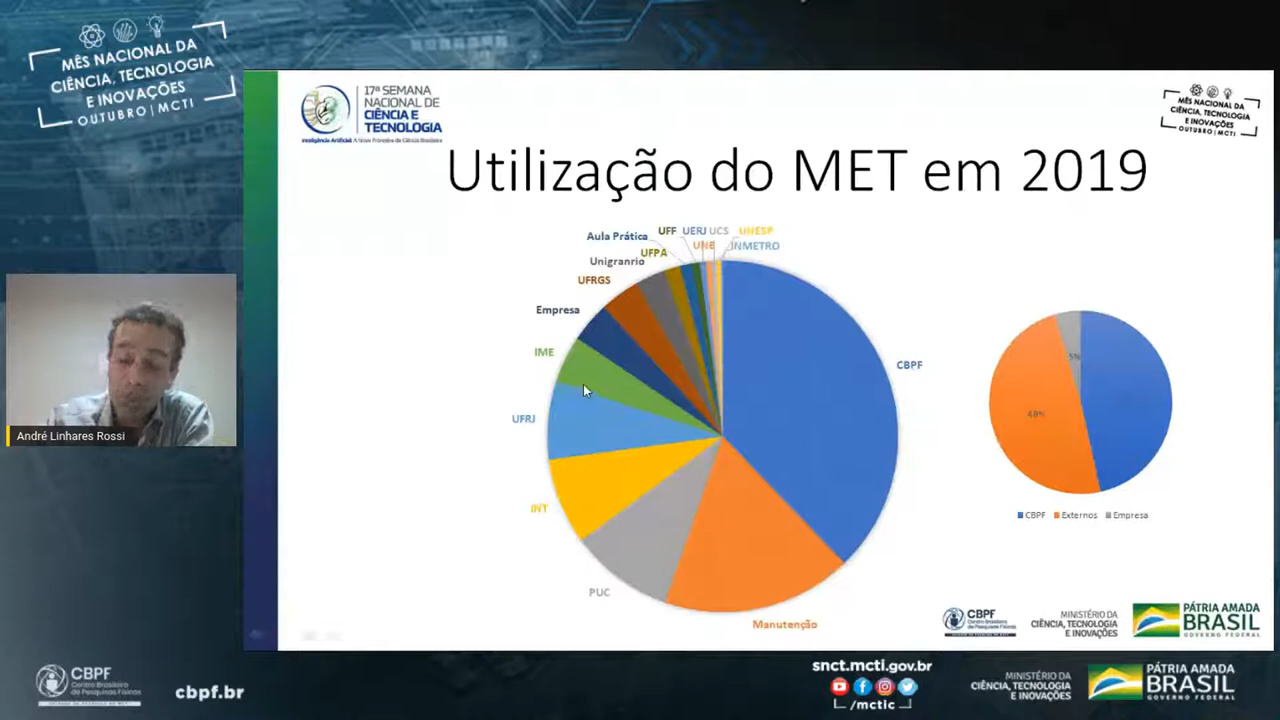 MÊS NACIONAL DA
CIÊNCIA, TECNOLOGIA
E INOVAÇÕES
OUTUBRO | MCTI
17ª SEMANA
NACIONAL DE
CIÊNCIA E
TECNOLOGIA
Inteligência Artificial: A Nova Fronteira da Ciência Brasileira
MÊS NACIONAL DA
CIÊNCIA, TECNOLOGIA
E INOVAÇÕES
OUTUBRO | MCTI
Utilização do MET em 2019
Aula Prática
UFF
UERJ
UCS
UNESP
UFPA
UNB
INMETRO
Unigranrio
UFRGS
Empresa
IME
UFRJ
INT
PUC
Manutenção
CBPF
5%
48%
CBPF Externos Empresa
André Linhares Rossi
CBPF
Centro Brasileiro
de Pesquisas Físicas
MINISTÉRIO DA
CIÊNCIA, TECNOLOGIA
E INOVAÇÕES
PÁTRIA AMADA
BRASIL
GOVERNO FEDERAL
CBPF
Centro Brasileiro
de Pesquisas Físicas
cbpf.br
snct.mcti.gov.br
/mctic
MINISTÉRIO DA
CIÊNCIA, TECNOLOGIA
E INOVAÇÕES
PÁTRIA AMADA
BRASIL
GOVERNO FEDERAL